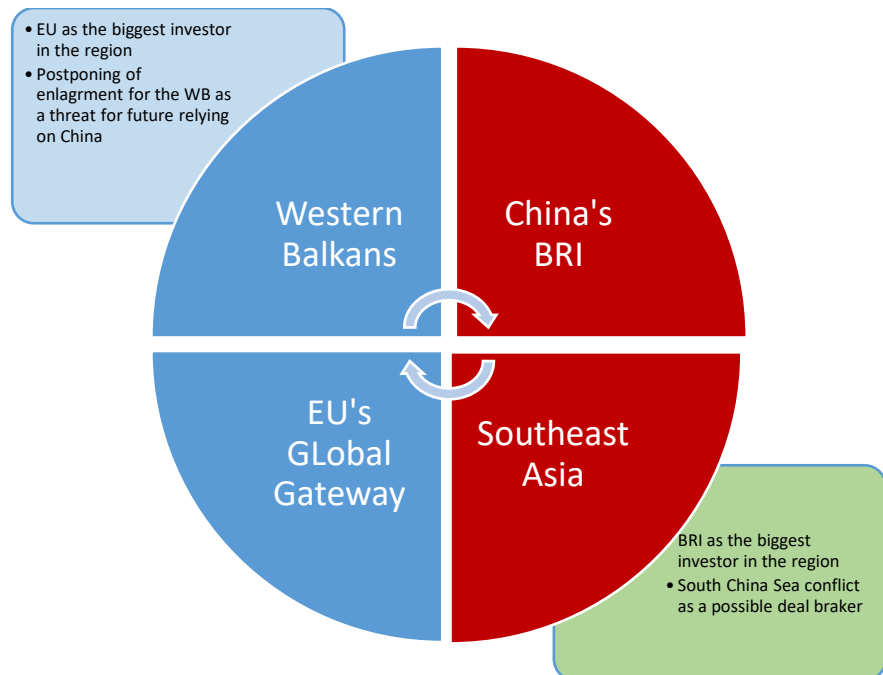 • EU as the biggest investor
in the region
• Postponing of
enlagrment for the WB as
a threat for future relying
on China
Western
Balkans
China's
BRI
EU's
GLobal
Gateway
Southeast
Asia
BRI as the biggest
investor in the region
• South China Sea conflict
as a possible deal braker